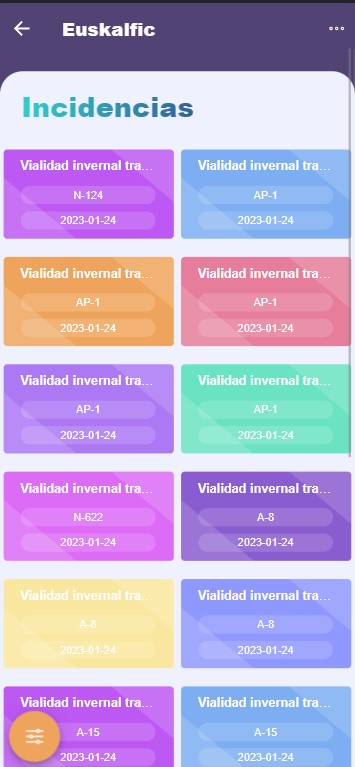 Euskalfic
Incidencias
Vialidad invernal tra...
N-124
2023-01-24
Vialidad invernal tra...
AP-1
2023-01-24
Vialidad invernal tra...
AP-1
2023-01-24
Vialidad invernal tra...
AP-1
2023-01-24
Vialidad invernal tra...
AP-1
2023-01-24
Vialidad invernal tra...
AP-1
2023-01-24
Vialidad invernal tra...
N-622
2023-01-24
Vialidad invernal tra...
A-8
2023-01-24
Vialidad invernal tra...
A-8
2023-01-24
Vialidad invernal tra...
A-8
2023-01-24
Vialidad invernal tra...
A-15
2023-01-24
Vialidad invernal tra...
A-15
2023-01-24